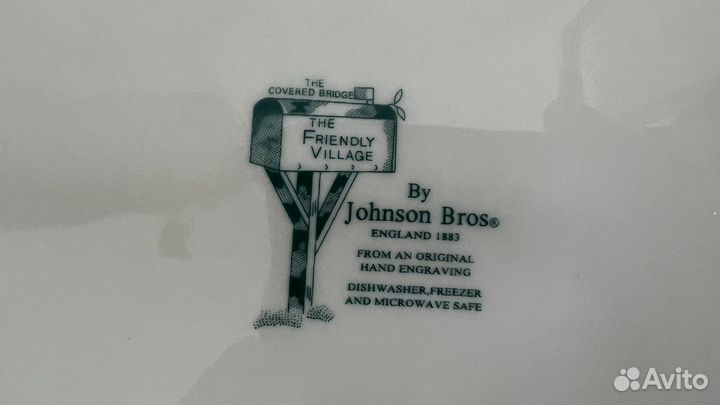 THE
COVERED BRIDGE
THE
FRIENDLY
VILLAGE
By
Johnson Bros®
ENGLAND 1883
FROM AN ORIGINAL
HAND ENGRAVING
DISHWASHER,FREEZER
AND MICROWAVE SAFE
Avito